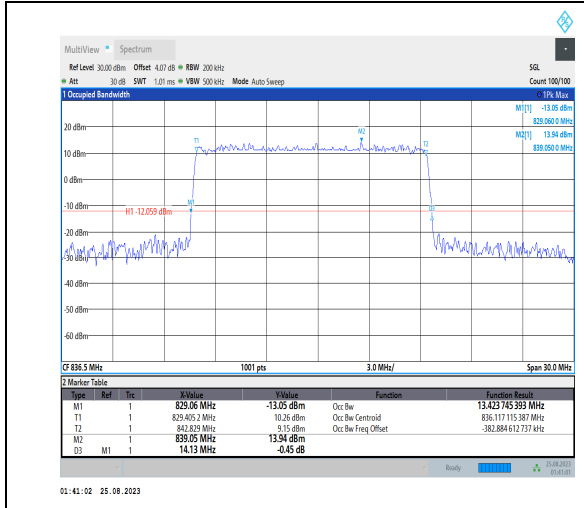 MultiView Spectrum
Ref Level 30.00 dBm Offset 4.07 dB RBW 200 kHz SGL
Att 30 dB SWT 1.01 ms VBW 500 kHz Mode Auto Sweep Count 100/100
1 Occupied Bandwidth 1Pk Max
M1[1] -13.05 dBm
829.060 0 MHz
M2[1] 13.94 dBm
839.050 0 MHz
20 dBm
M2
T1 T2
10 dBm
0 dBm
-10 dBm
M1
D3
H1 -12.059 dBm
-20 dBm
-30 dBm
-40 dBm
-50 dBm
-60 dBm
CF 836.5 MHz 1001 pts 3.0 MHz/ Span 30.0 MHz
2 Marker Table
Type Ref Trc X-Value Y-Value Function Function Result
M1 1 829.06 MHz -13.05 dBm Occ Bw 13.423 745 393 MHz
T1 1 829.405 2 MHz 10.26 dBm Occ Bw Centroid 836.117 115 387 MHz
T2 1 842.829 MHz 9.15 dBm Occ Bw Freq Offset -382.884 612 737 kHz
M2 1 839.05 MHz 13.94 dBm
D3 M1 1 14.13 MHz -0.45 dB
Ready 25.08.2023
01:41:01
01:41:02 25.08.2023